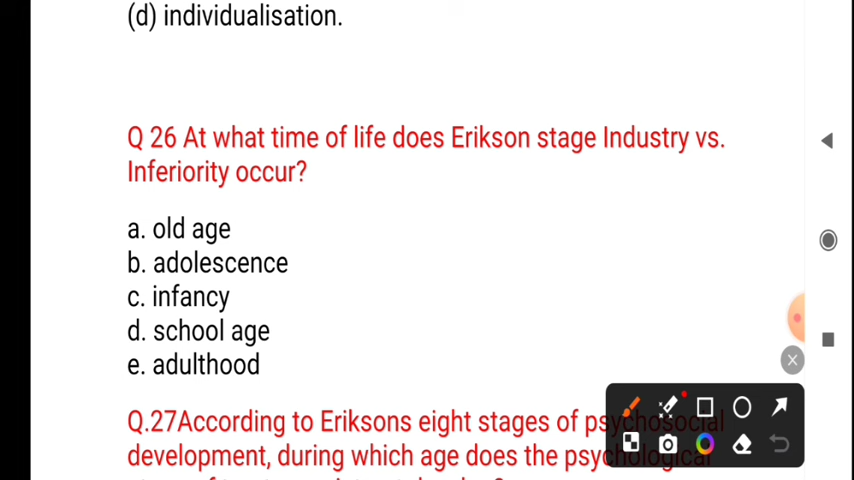 (d) individualisation.
Q 26 At what time of life does Erikson stage Industry vs.
Inferiority occur?
a. old age
b. adolescence
c. infancy
d. school age
e. adulthood
Q.27According to Eriksons eight stages of psychosocial
development, during which age does the psychological